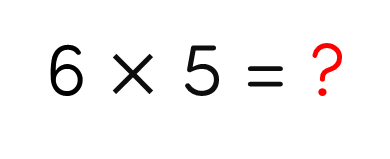 6 × 5 = ?